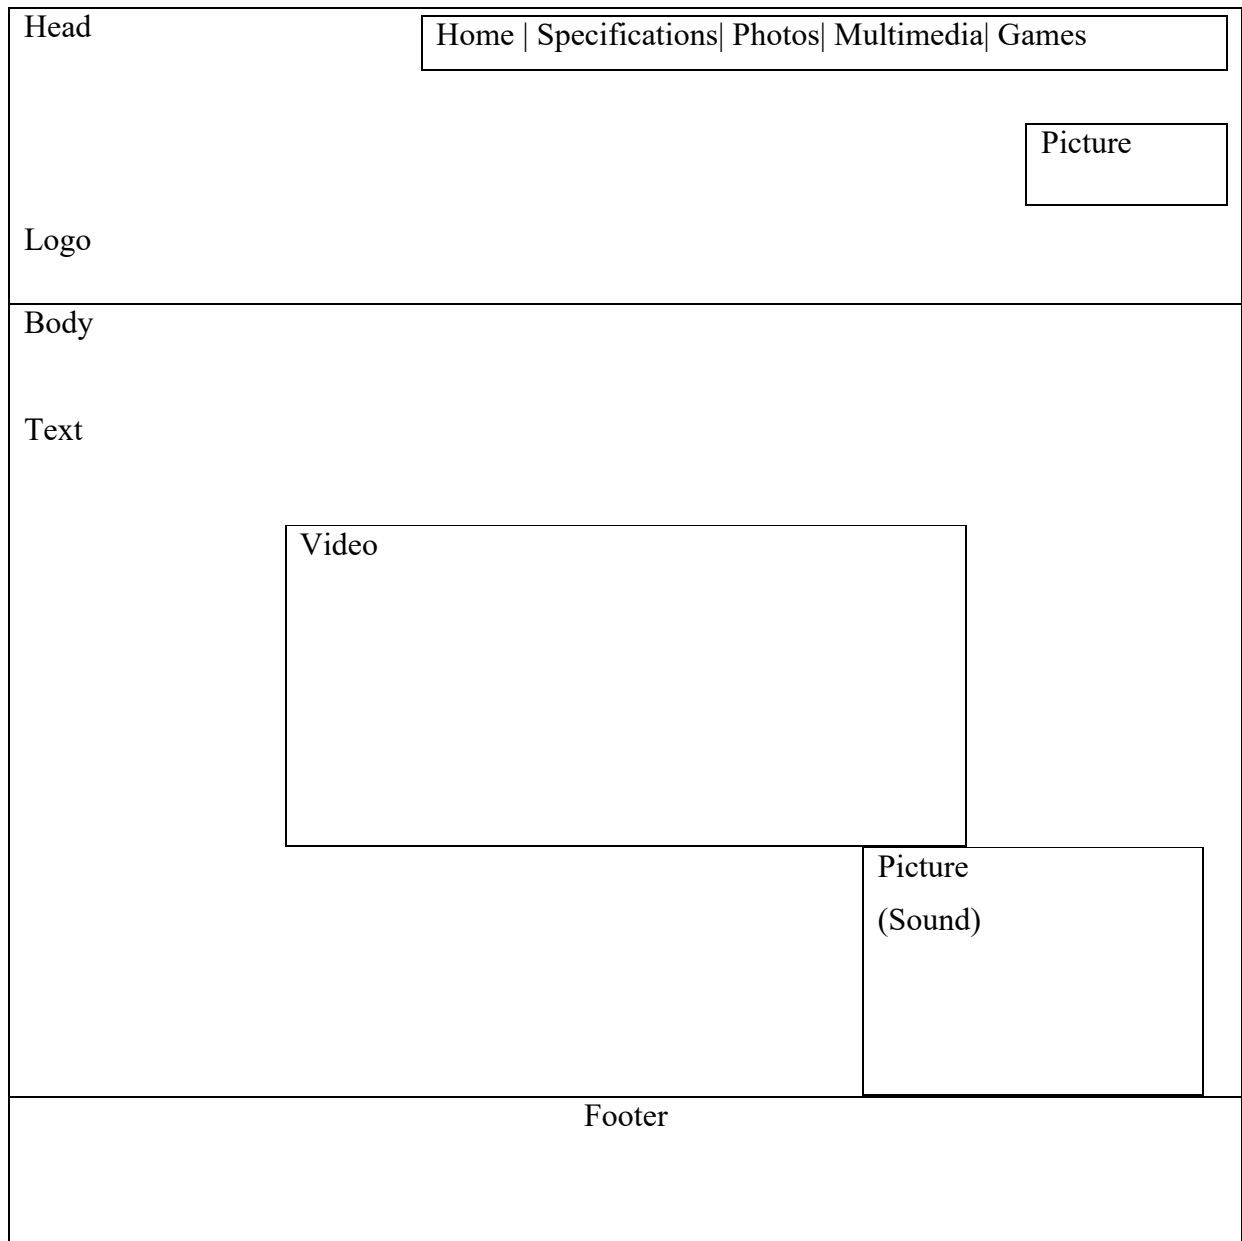 Head
Home | Specifications| Photos| Multimedia| Games
Picture
Logo
Body
Text
Video
Picture
(Sound)
Footer